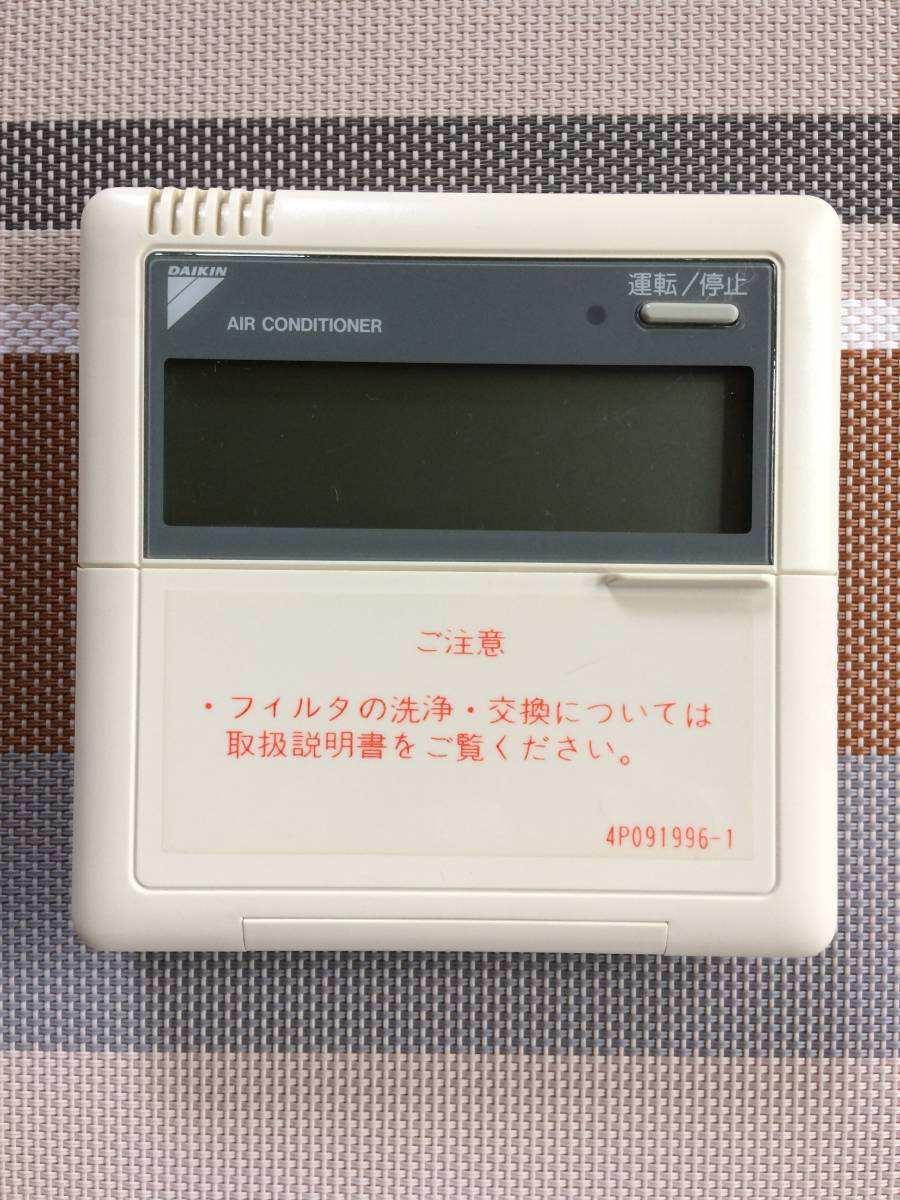 DAIKIN
運転/停止
AIR CONDITIONER
ご注意
・フィルタの洗浄・交換については
取扱説明書をご覧ください。
4P091996-1